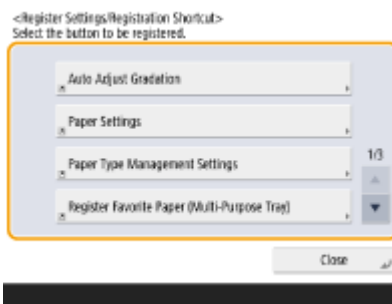 <Register Settings/Registration Shortcut>
Select the button to be registered.
Auto Adjust Gradation
Paper Settings
Paper Type Management Settings
1/3
Register Favorite Paper (Multi-Purpose Tray)
Close